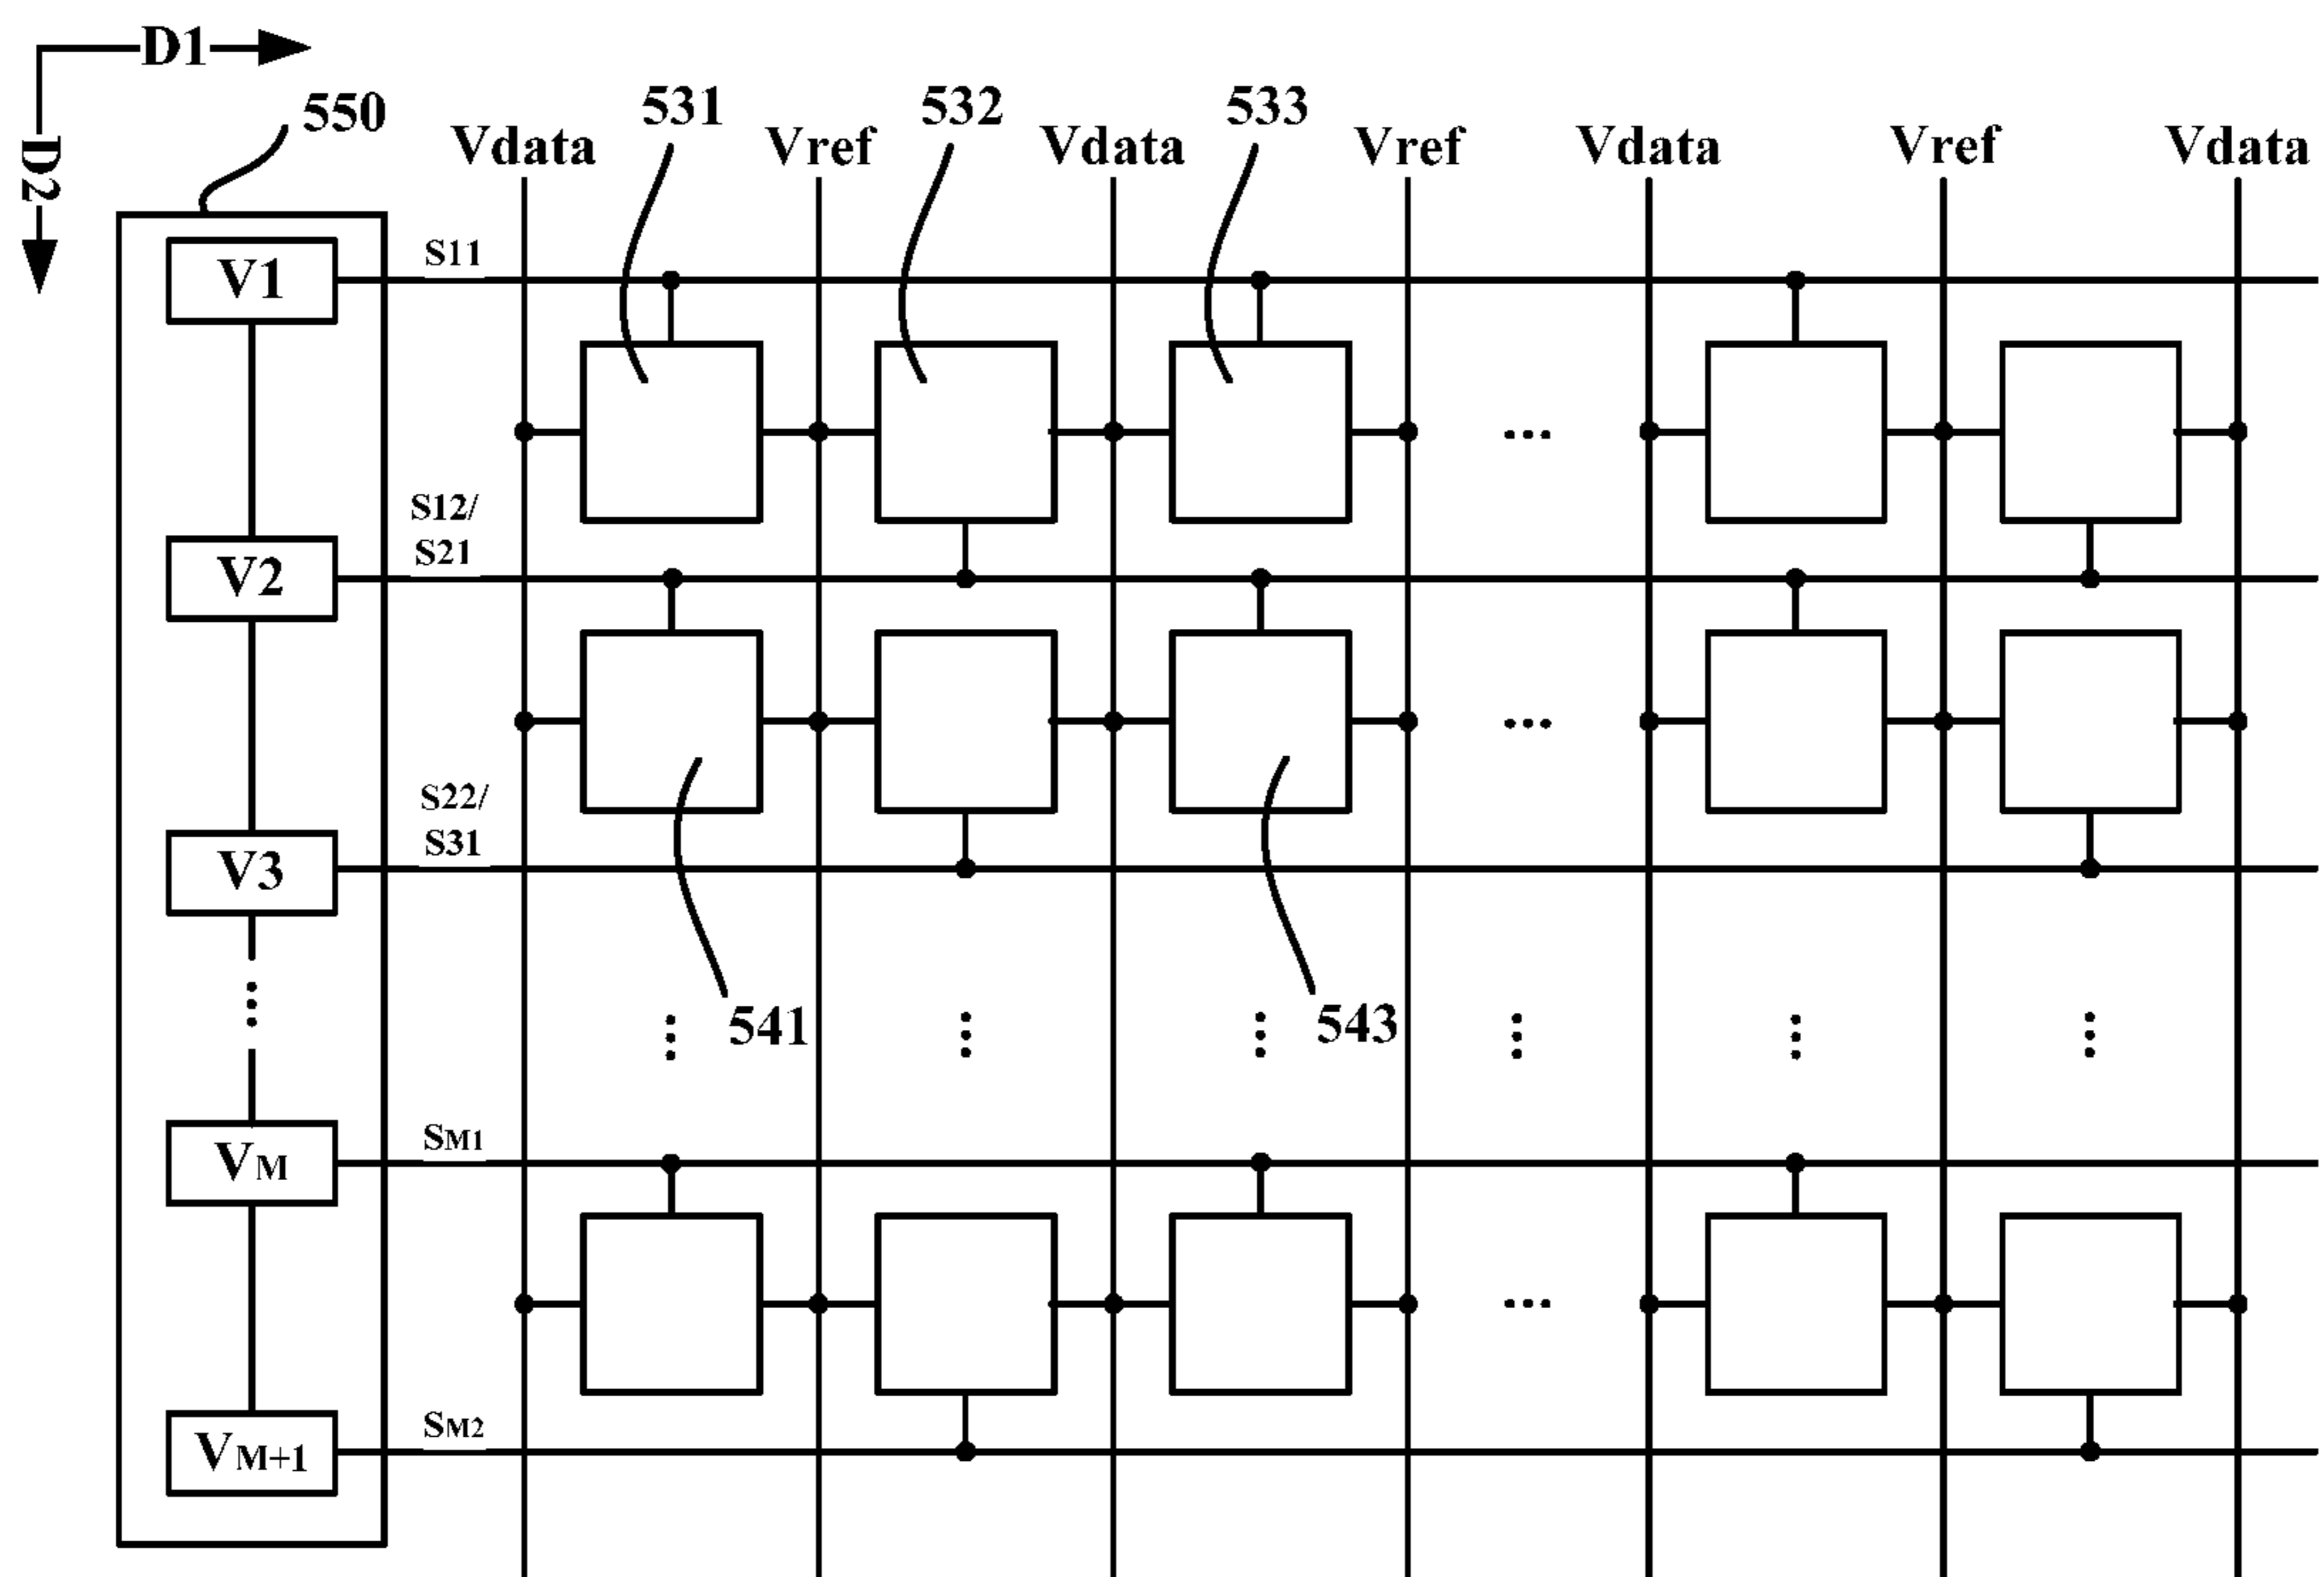 D1
D2
550
531
532
533
Vdata
Vref
Vdata
Vref
Vdata
Vref
Vdata
V1
S11
S12/
S21
V2
S22/
S31
V3
541
543
VM
SM1
SM2
VM+1
...
...
...